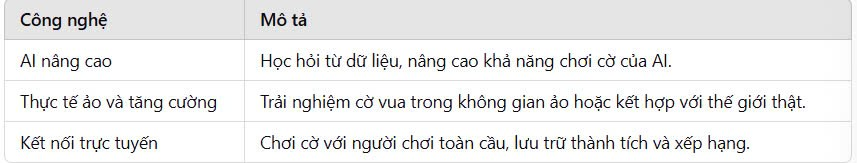 Công nghệ Mô tả
AI nâng cao Học hỏi từ dữ liệu, nâng cao khả năng chơi cờ của AI.
Thực tế ảo và tăng cường Trải nghiệm cờ vua trong không gian ảo hoặc kết hợp với thế giới thật.
Kết nối trực tuyến Chơi cờ với người chơi toàn cầu, lưu trữ thành tích và xếp hạng.